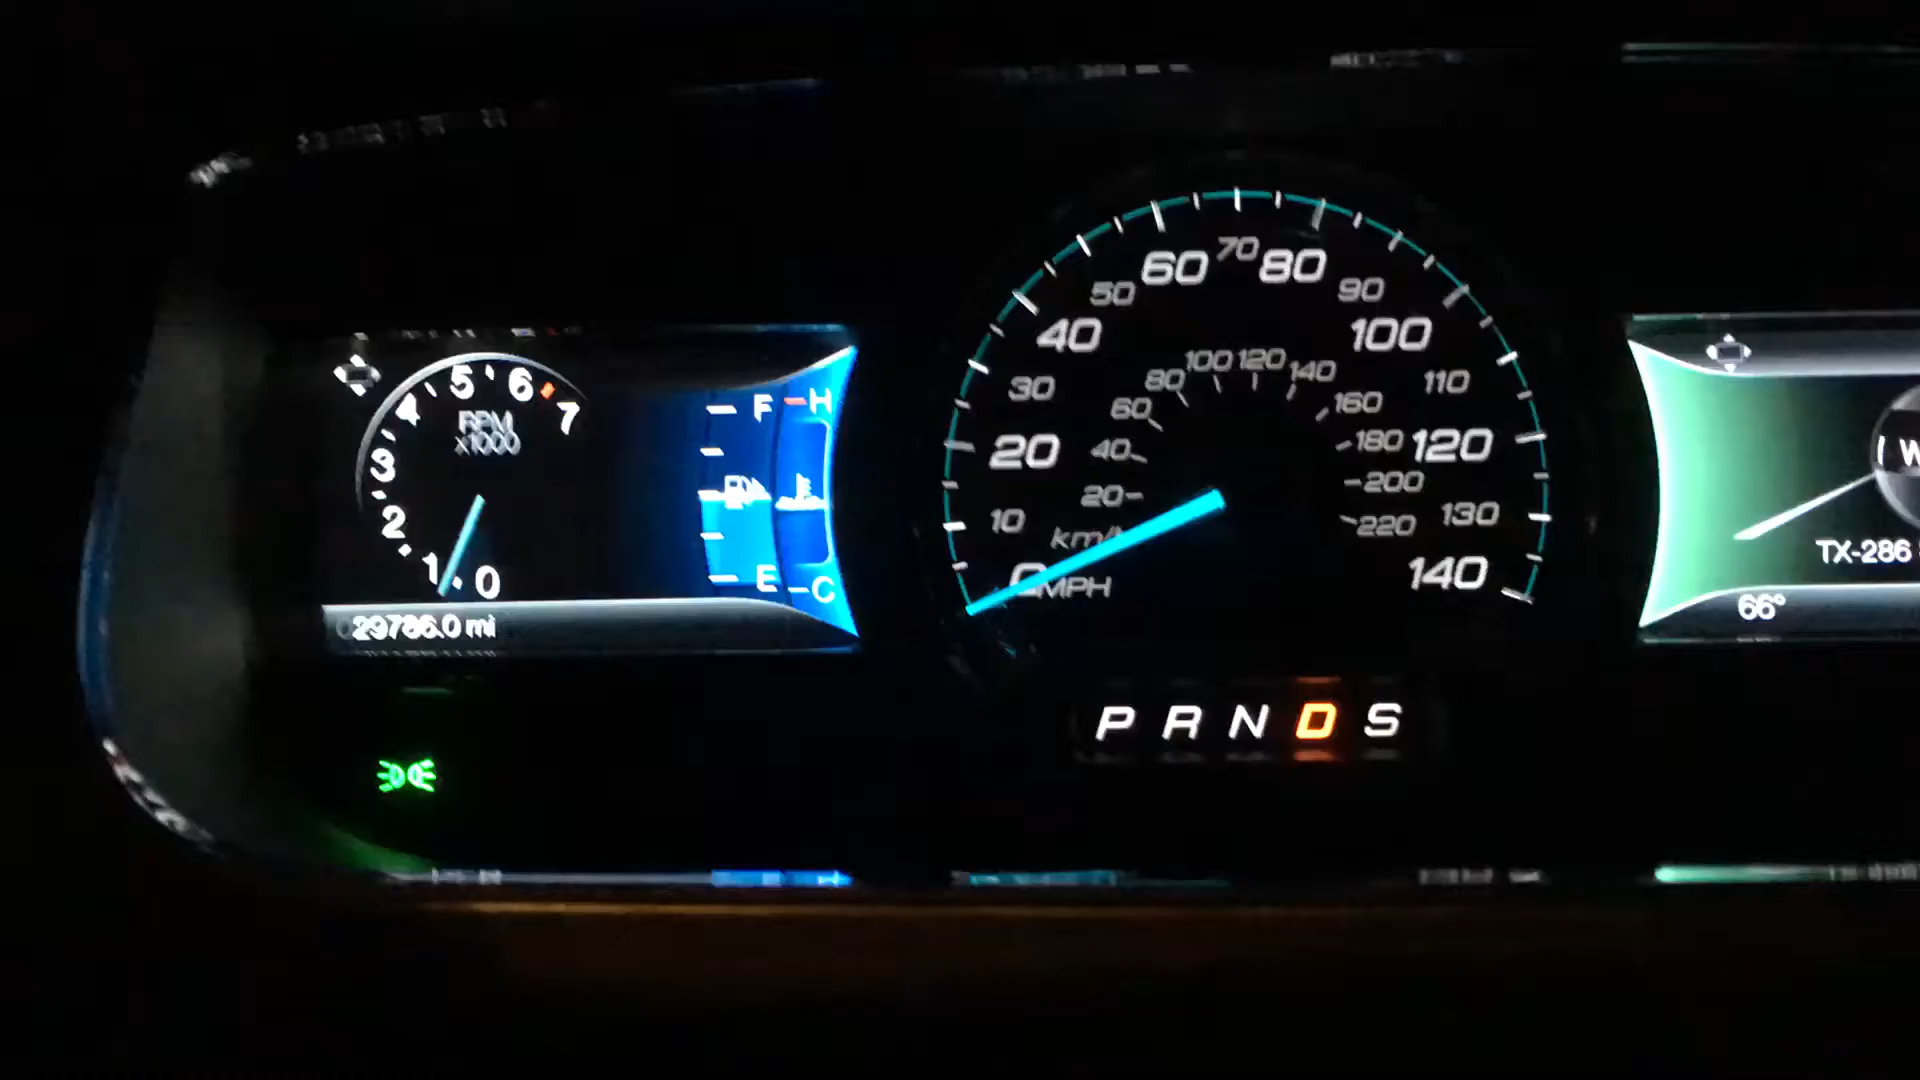 5 6
4 7
RPM
x1000
3
2
1 0
F H
E C
029786.0 mi
0 10 20 30 40 50 60 70 80 90 100 110 120 130 140
20 40 60 80 100 120 140 160 180 200 220
km/h
MPH
P R N D S
W
TX-286
66°